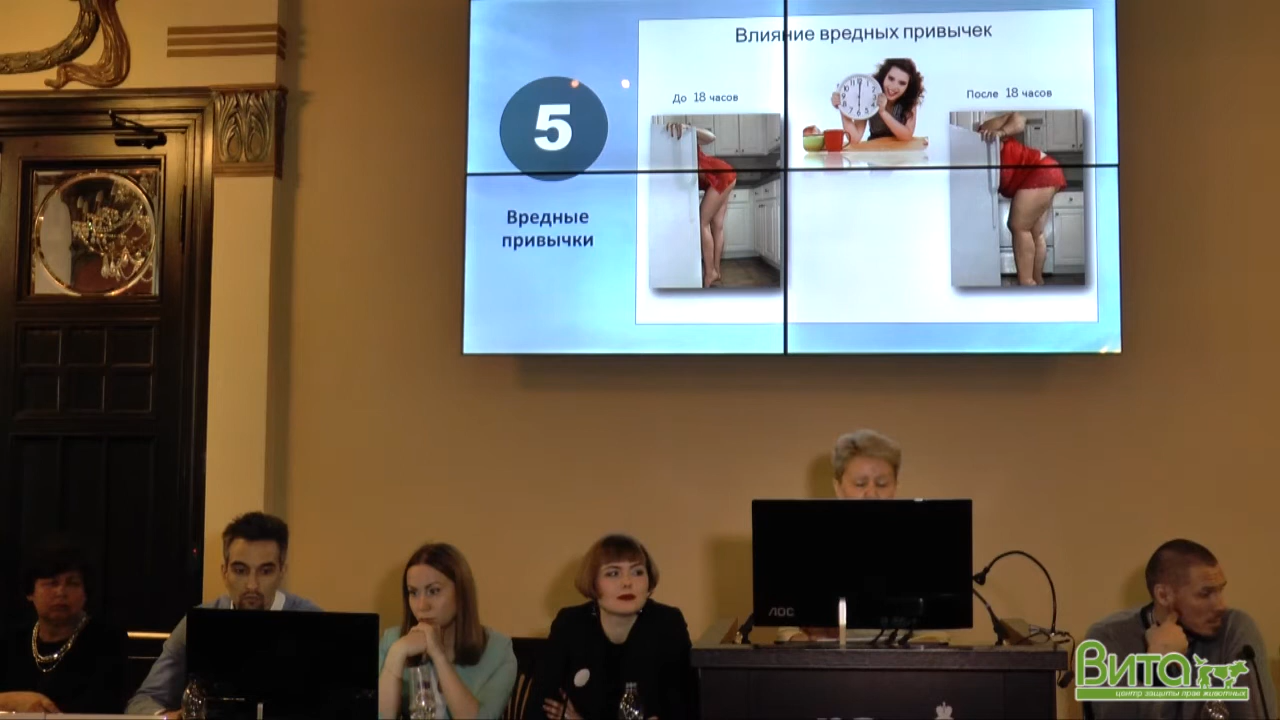 Влияние вредных привычек
5
Вредные
привычки
До 18 часов
После 18 часов
AOC
Вита
центр защиты прав животных